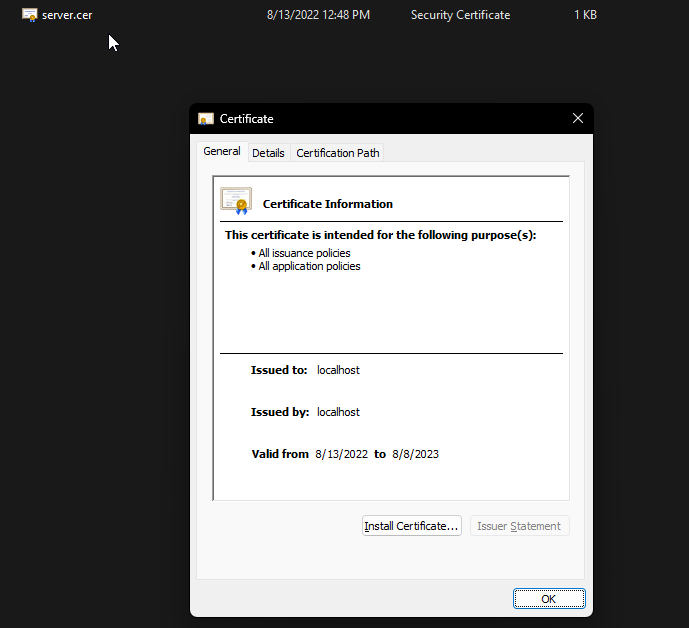 server.cer 8/13/2022 12:48 PM Security Certificate 1 KB
Certificate
General Details Certification Path
Certificate Information
This certificate is intended for the following purpose(s):
• All issuance policies
• All application policies
Issued to: localhost
Issued by: localhost
Valid from 8/13/2022 to 8/8/2023
Install Certificate... Issuer Statement
OK